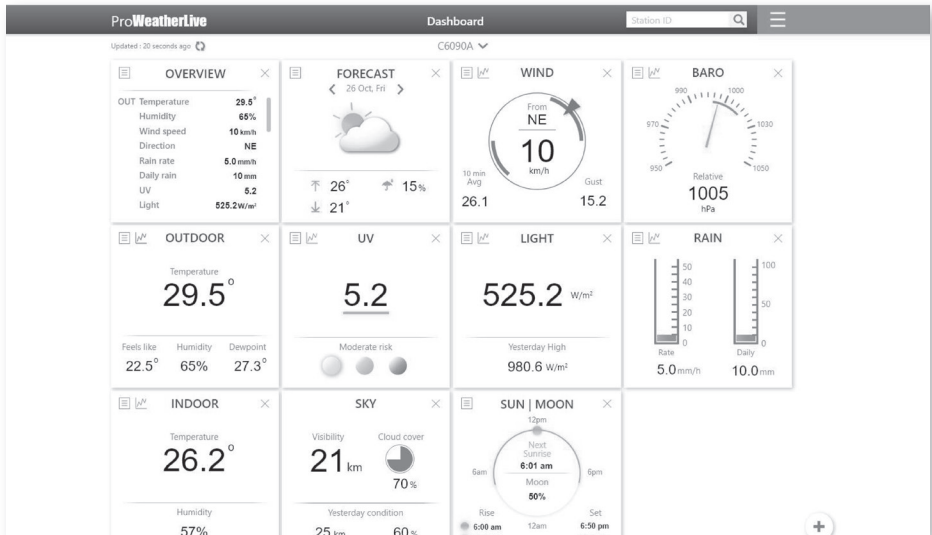 ProWeatherLive
Dashboard
Station ID
Updated : 20 seconds ago
C6090A
OVERVIEW
OUT Temperature 29.5°
Humidity 65%
Wind speed 10 km/h
Direction NE
Rain rate 5.0 mm/h
Daily rain 10 mm
UV 5.2
Light 525.2 W/m²
FORECAST
26 Oct, Fri
26° 15%
21°
WIND
From
NE
10
km/h
10 min
Avg
26.1
Gust
15.2
BARO
990 1000
970 1030
950 1050
Relative
1005
hPa
OUTDOOR
Temperature
29.5°
Feels like Humidity Dewpoint
22.5° 65% 27.3°
UV
5.2
Moderate risk
LIGHT
525.2 W/m²
Yesterday High
980.6 W/m²
RAIN
50
40
30
20
10
0
Rate
5.0 mm/h
100
50
0
Daily
10.0 mm
INDOOR
Temperature
26.2°
Humidity
57%
SKY
Visibility Cloud cover
21 km
70%
Yesterday condition
25 km 60%
SUN | MOON
12pm
Next
Sunrise
6:01 am
6am 6pm
Moon
50%
Rise Set
6:00 am 12am 6:50 pm